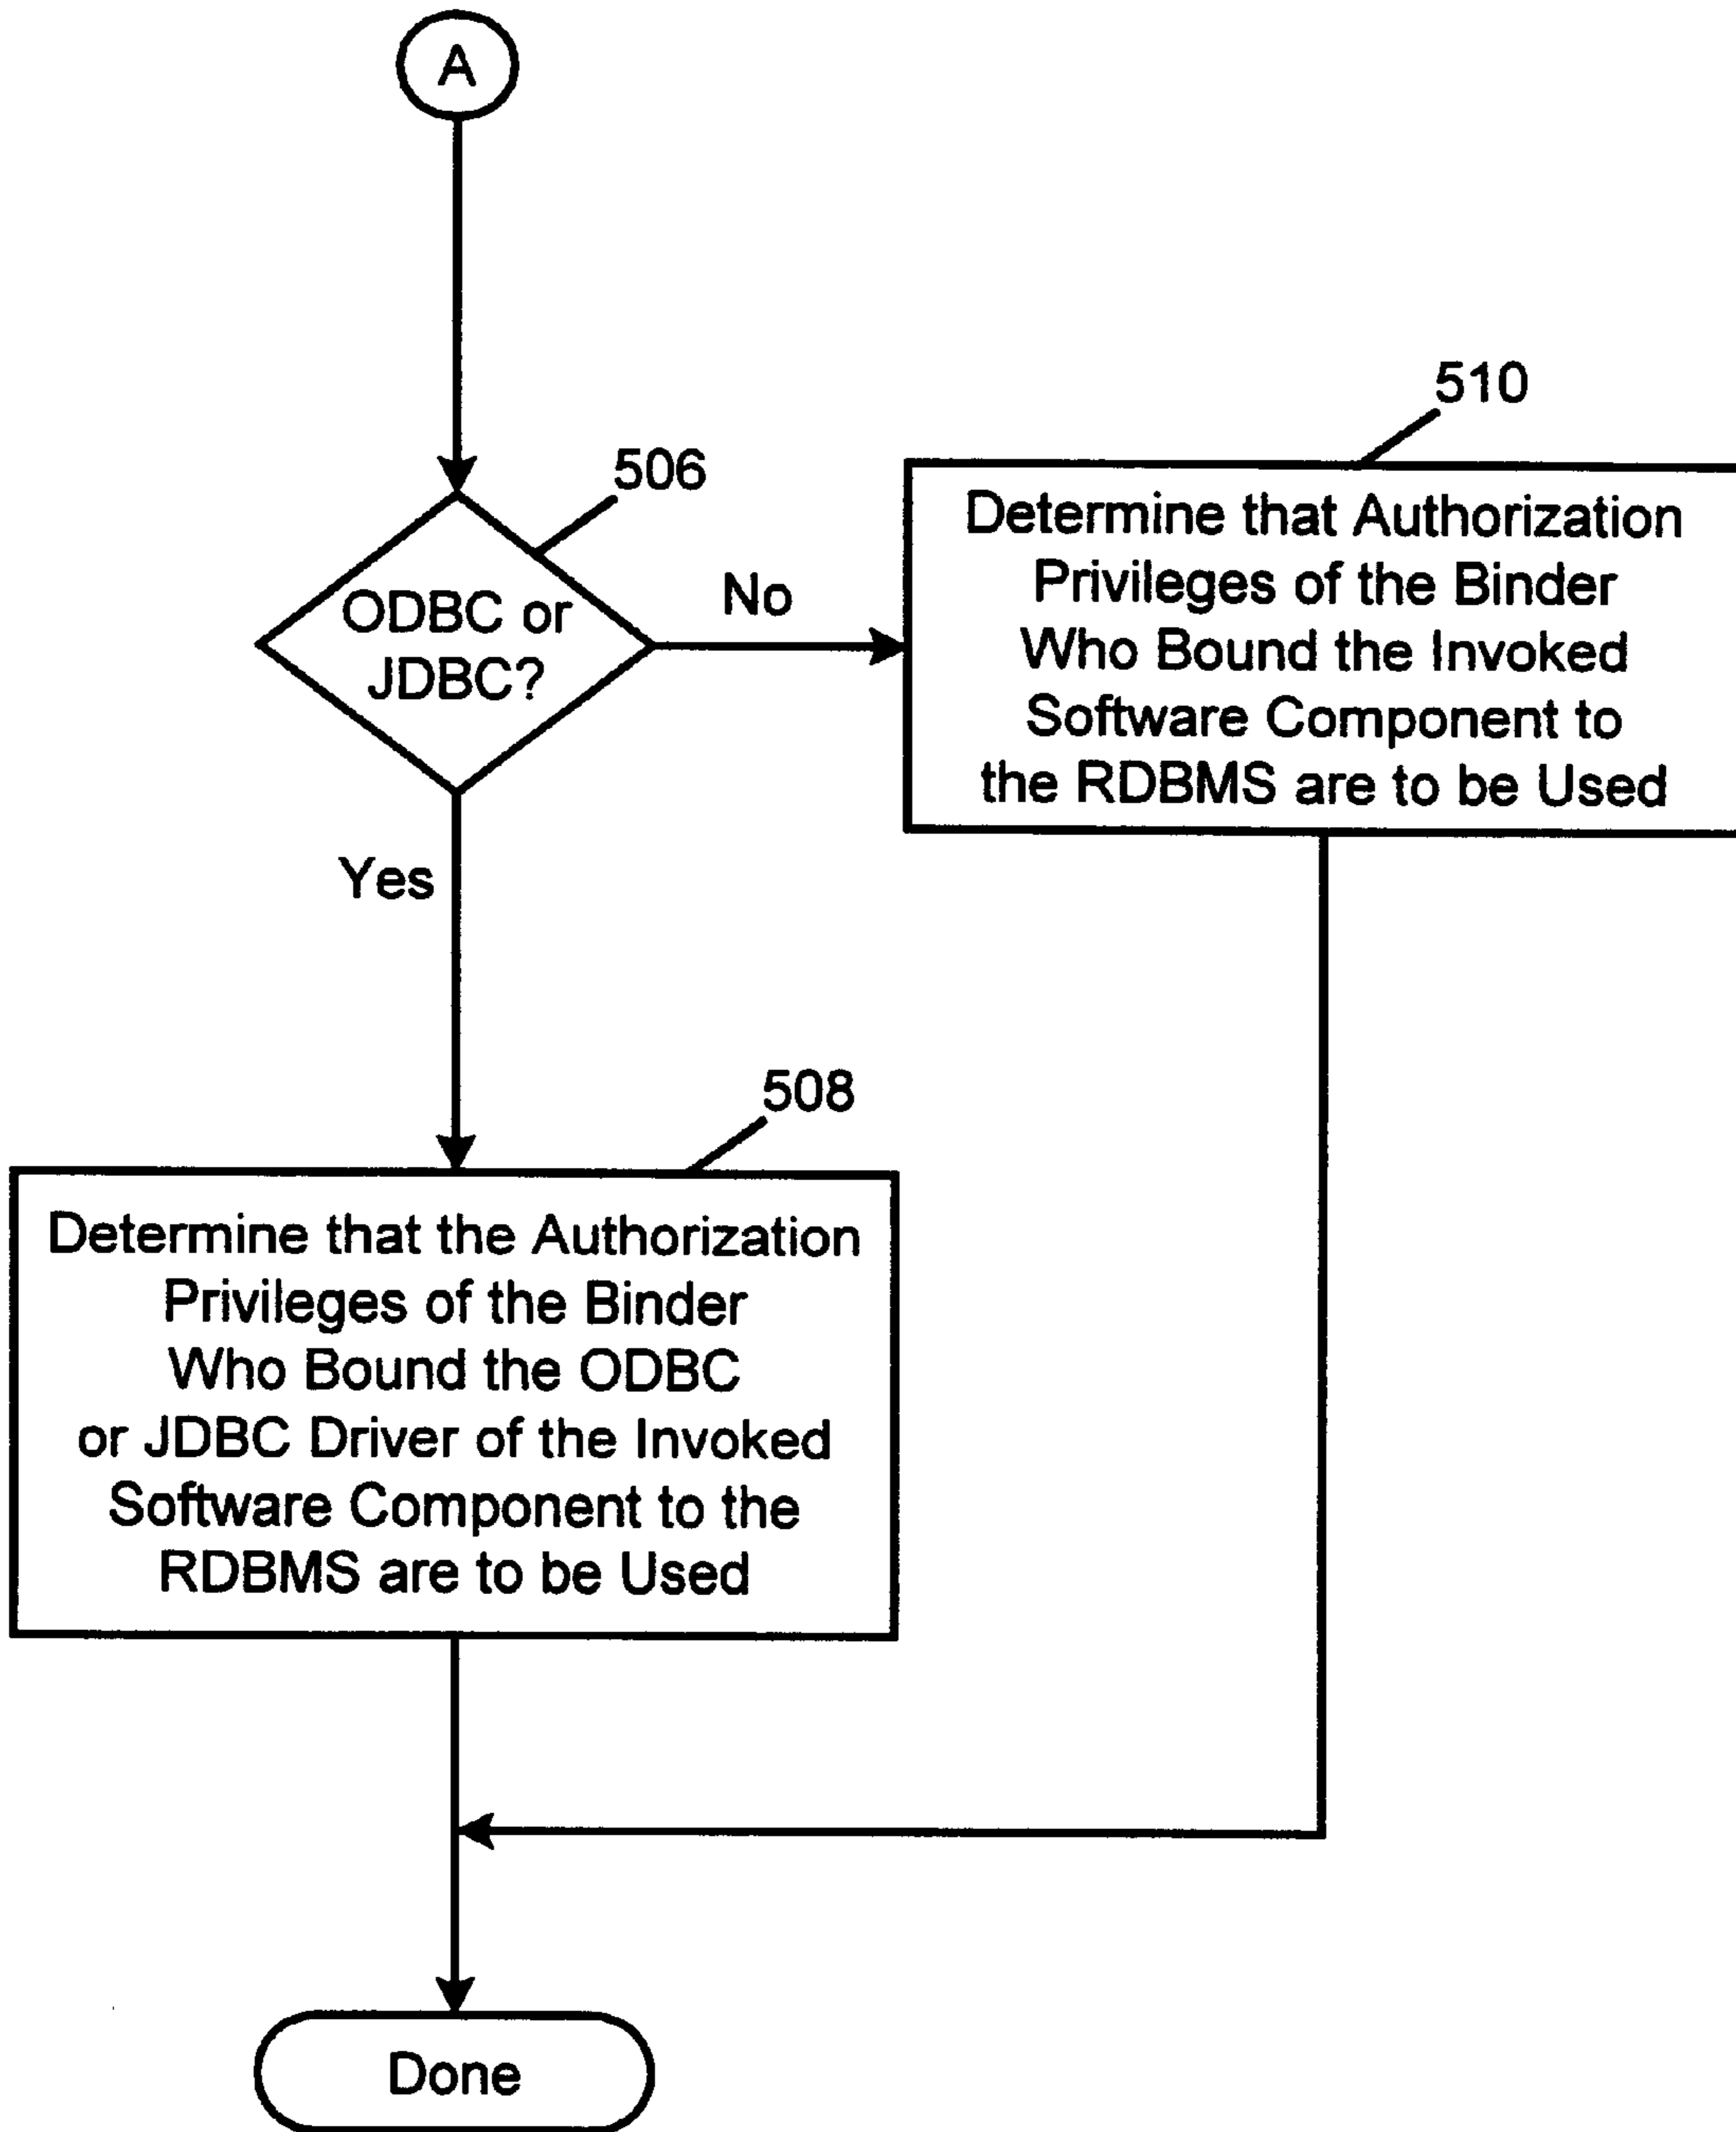 A
506
ODBC or
JDBC?
No
Yes
510
Determine that Authorization
Privileges of the Binder
Who Bound the Invoked
Software Component to
the RDBMS are to be Used
508
Determine that the Authorization
Privileges of the Binder
Who Bound the ODBC
or JDBC Driver of the Invoked
Software Component to the
RDBMS are to be Used
Done